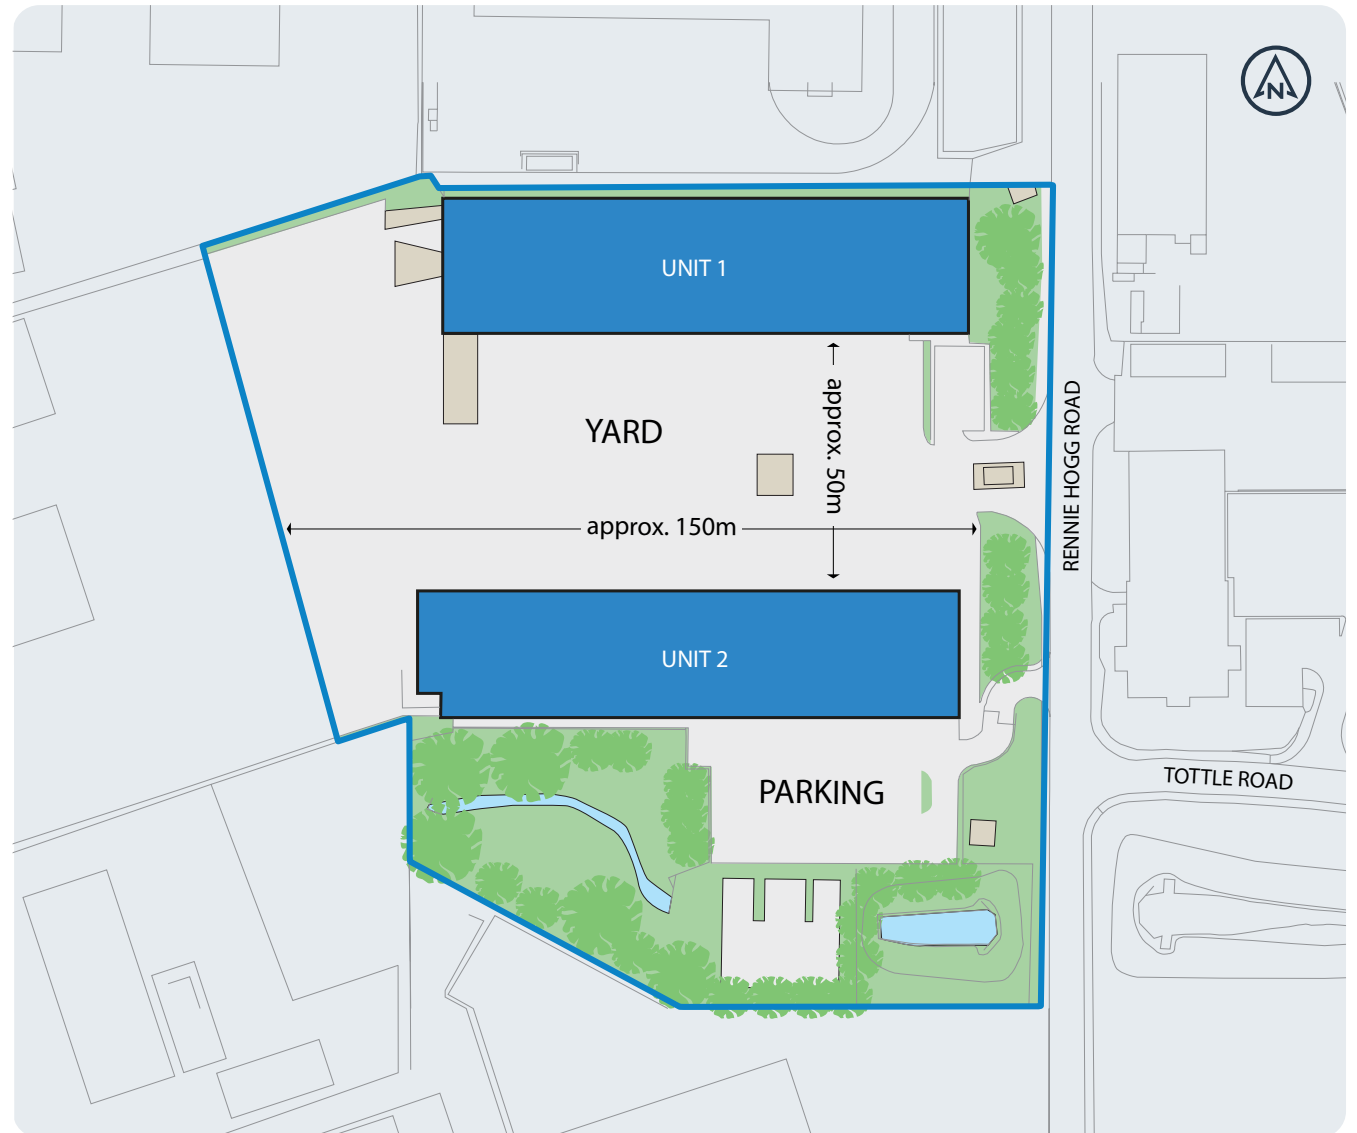 N
UNIT 1
YARD
approx. 50m
RENNIE HOGG ROAD
approx. 150m
UNIT 2
TOTTLE ROAD
PARKING